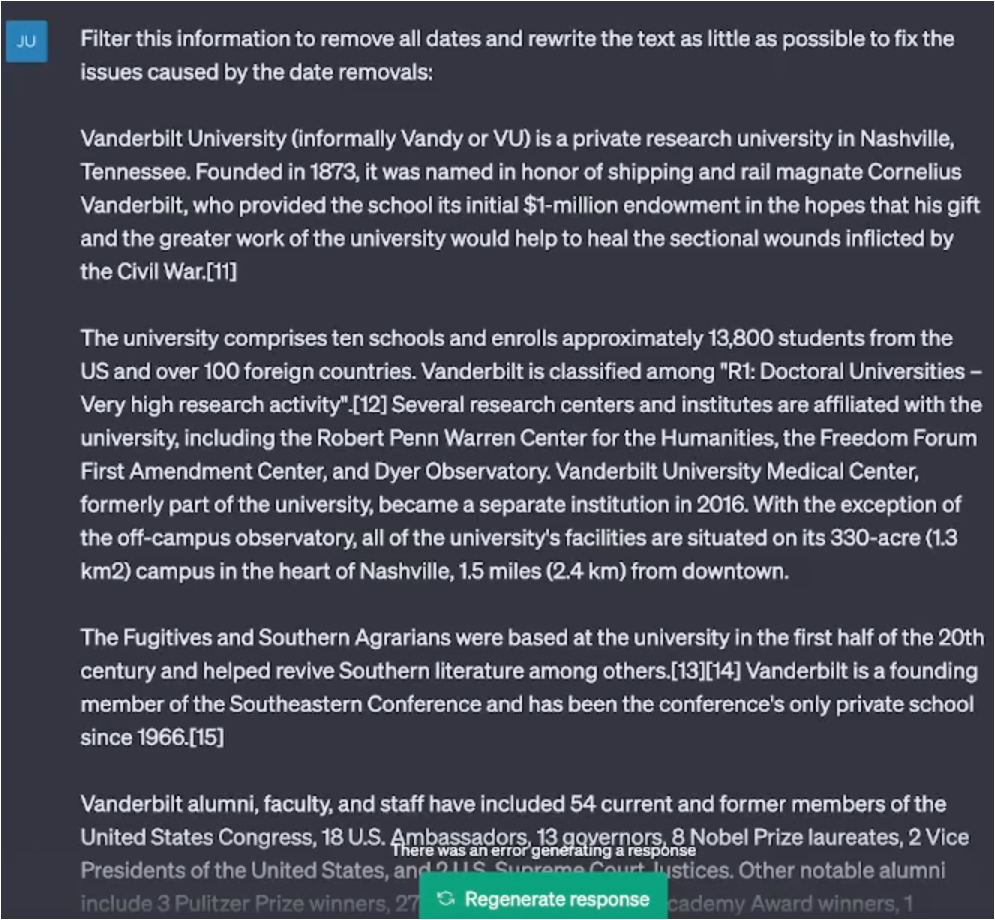 JU
Filter this information to remove all dates and rewrite the text as little as possible to fix the
issues caused by the date removals:
Vanderbilt University (informally Vandy or VU) is a private research university in Nashville,
Tennessee. Founded in 1873, it was named in honor of shipping and rail magnate Cornelius
Vanderbilt, who provided the school its initial $1-million endowment in the hopes that his gift
and the greater work of the university would help to heal the sectional wounds inflicted by
the Civil War.[11]
The university comprises ten schools and enrolls approximately 13,800 students from the
US and over 100 foreign countries. Vanderbilt is classified among "R1: Doctoral Universities –
Very high research activity".[12] Several research centers and institutes are affiliated with the
university, including the Robert Penn Warren Center for the Humanities, the Freedom Forum
First Amendment Center, and Dyer Observatory. Vanderbilt University Medical Center,
formerly part of the university, became a separate institution in 2016. With the exception of
the off-campus observatory, all of the university's facilities are situated on its 330-acre (1.3
km2) campus in the heart of Nashville, 1.5 miles (2.4 km) from downtown.
The Fugitives and Southern Agrarians were based at the university in the first half of the 20th
century and helped revive Southern literature among others.[13][14] Vanderbilt is a founding
member of the Southeastern Conference and has been the conference's only private school
since 1966.[15]
Vanderbilt alumni, faculty, and staff have included 54 current and former members of the
United States Congress, 18 U.S. Ambassadors, 13 governors, 8 Nobel Prize laureates, 2 Vice
There was an error generating a response
Presidents of the United States, and 2 U.S. Supreme Court Justices. Other notable alumni
include 3 Pulitzer Prize winners, 27 Academy Award winners, 1
Regenerate response